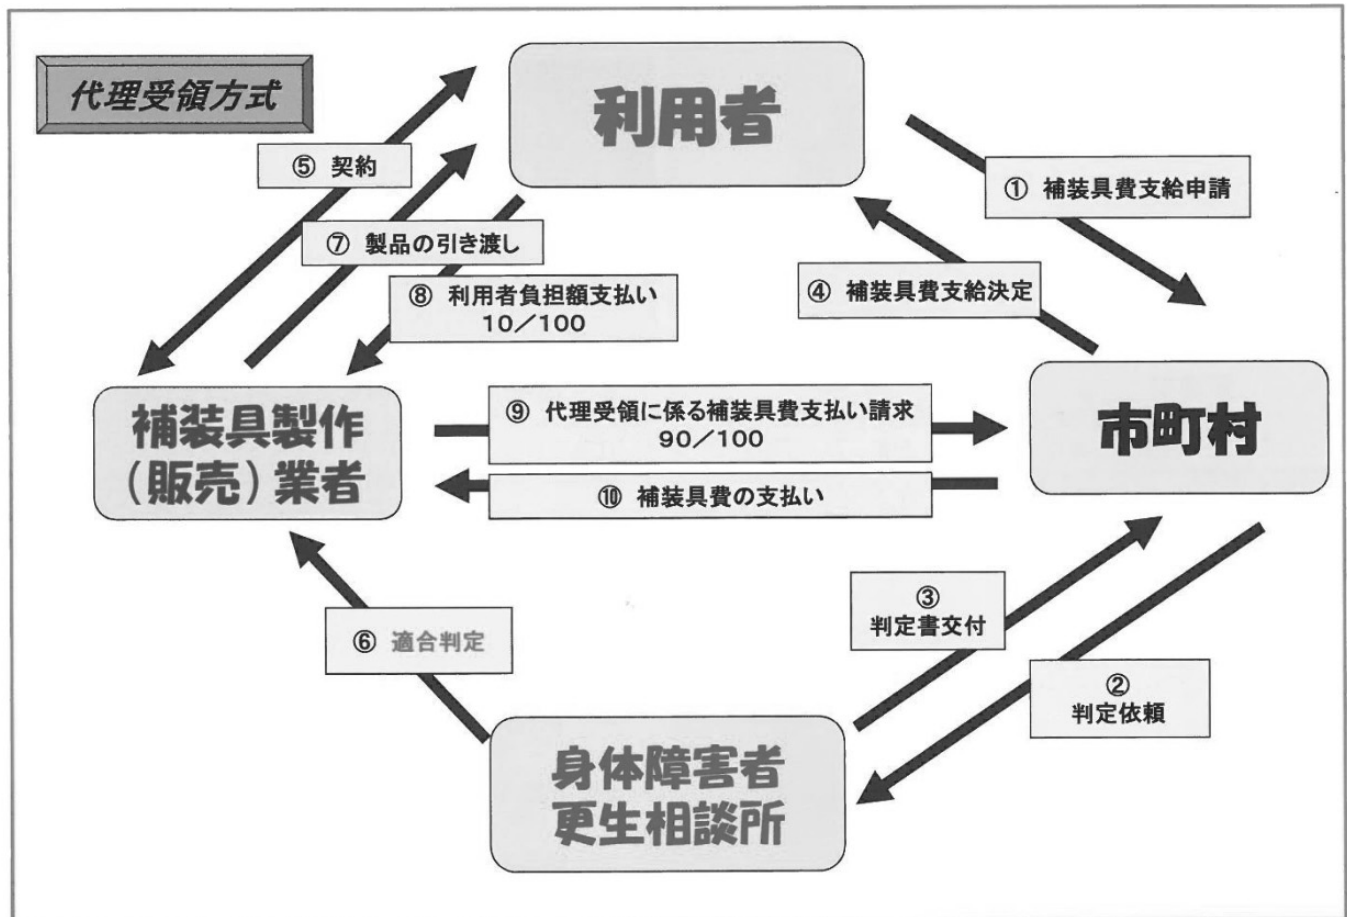 代理受領方式
利用者
⑤ 契約
① 補装具費支給申請
⑦ 製品の引き渡し
④ 補装具費支給決定
⑧ 利用者負担額支払い
10/100
補装具製作
(販売)業者
⑨ 代理受領に係る補装具費支払い請求
90/100
市町村
⑩ 補装具費の支払い
③
判定書交付
⑥ 適合判定
②
判定依頼
身体障害者
更生相談所